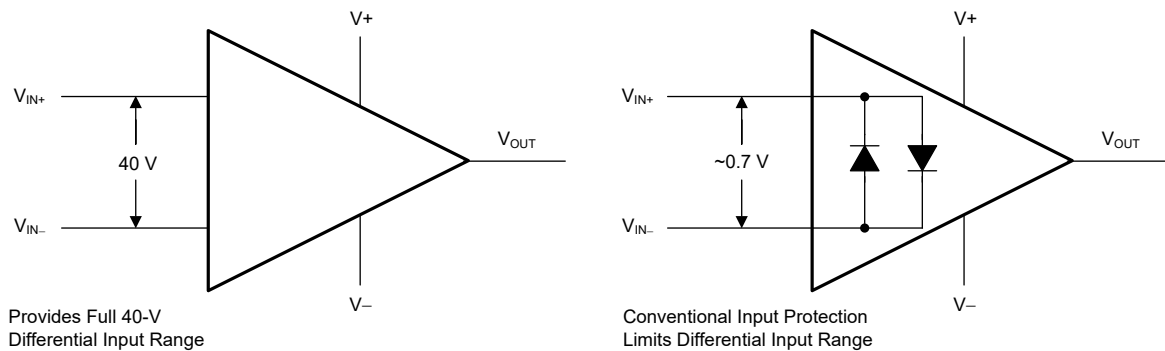 V+
V+
VIN+
VIN+
VOUT
VOUT
40 V
~0.7 V
VIN–
VIN–
V–
V–
Provides Full 40-V
Differential Input Range
Conventional Input Protection
Limits Differential Input Range